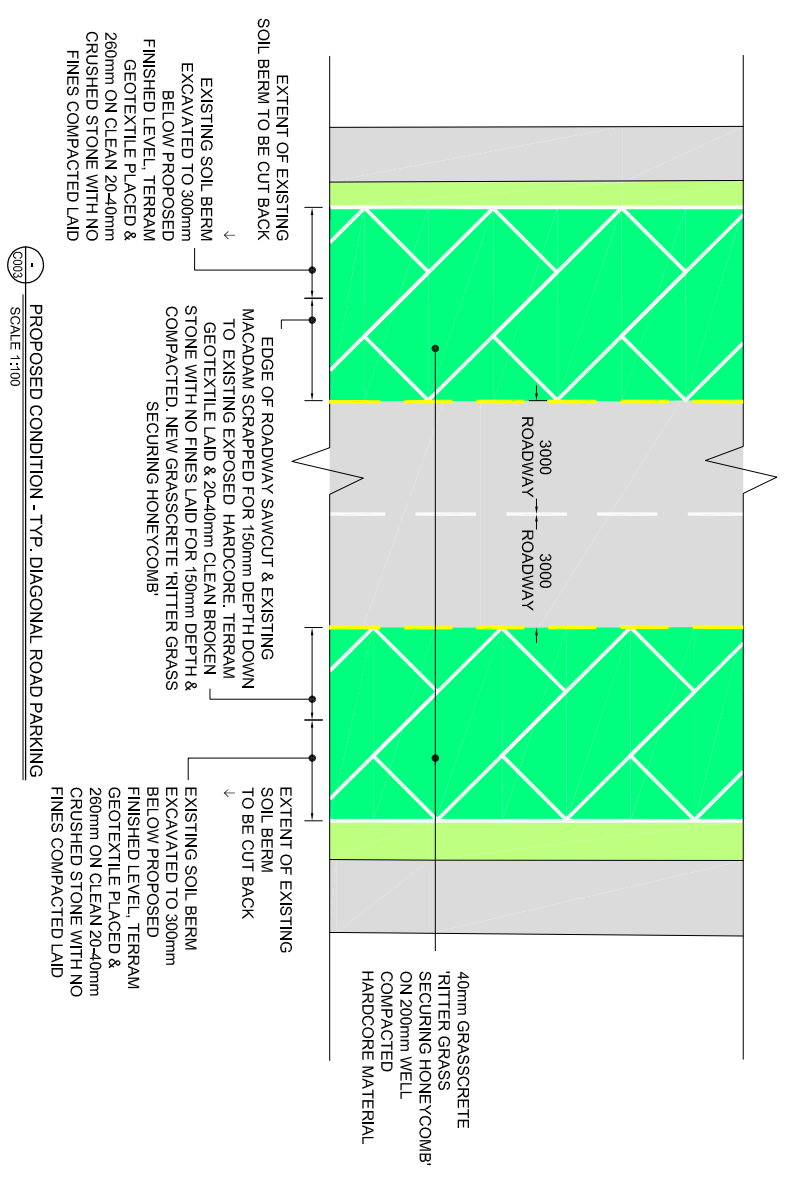 EXTENT OF EXISTING
SOIL BERM TO BE CUT BACK
EXISTING SOIL BERM
EXCAVATED TO 300mm
BELOW PROPOSED
FINISHED LEVEL, TERRAM
GEOTEXTILE PLACED &
260mm ON CLEAN 20-40mm
CRUSHED STONE WITH NO
FINES COMPACTED LAID
3000
ROADWAY
3000
ROADWAY
EDGE OF ROADWAY SAWCUT & EXISTING
MACADAM SCRAPPED FOR 150mm DEPTH DOWN
TO EXISTING EXPOSED HARDCORE. TERRAM
GEOTEXTILE LAID & 20-40mm CLEAN BROKEN
STONE WITH NO FINES LAID FOR 150mm DEPTH &
COMPACTED. NEW GRASSCRETE 'RITTER GRASS
SECURING HONEYCOMB'
EXTENT OF EXISTING
SOIL BERM
TO BE CUT BACK
EXISTING SOIL BERM
EXCAVATED TO 300mm
BELOW PROPOSED
FINISHED LEVEL, TERRAM
GEOTEXTILE PLACED &
260mm ON CLEAN 20-40mm
CRUSHED STONE WITH NO
FINES COMPACTED LAID
40mm GRASSCRETE
'RITTER GRASS
SECURING HONEYCOMB'
ON 200mm WELL
COMPACTED
HARDCORE MATERIAL
-
C003
PROPOSED CONDITION - TYP. DIAGONAL ROAD PARKING
SCALE 1:100